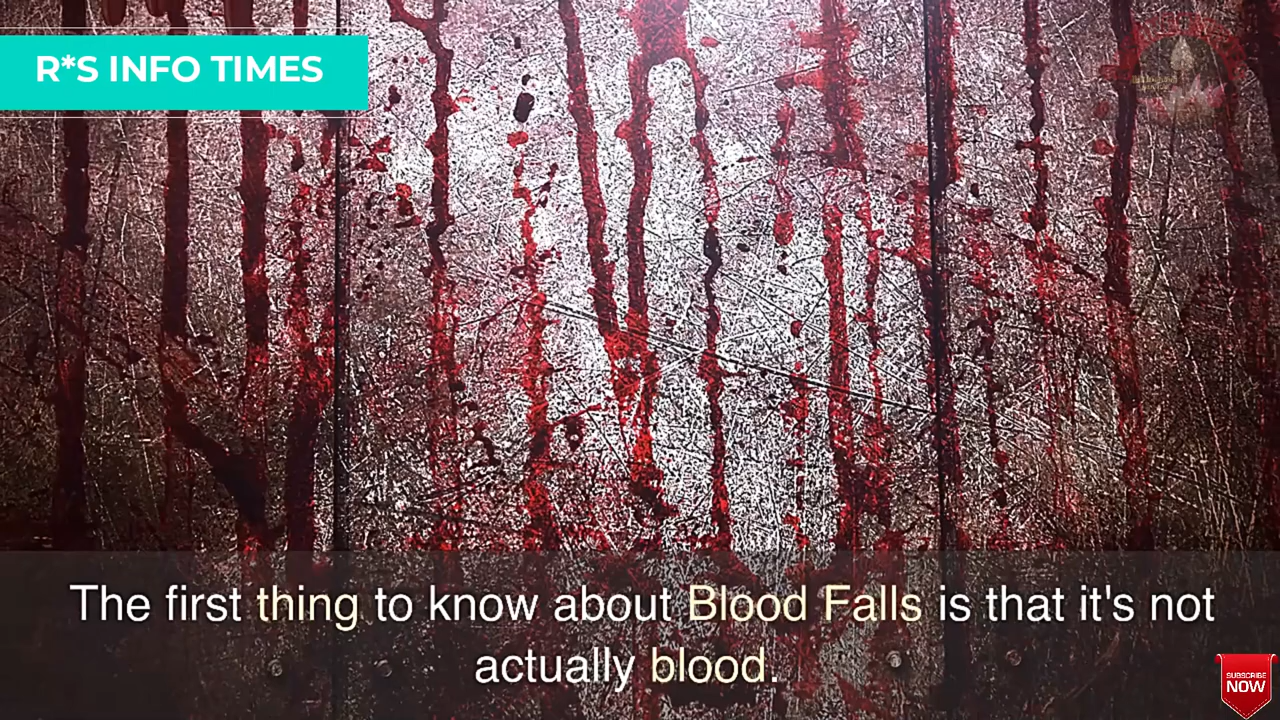 R*S INFO TIMES
The first thing to know about Blood Falls is that it's not
actually blood.
SUBSCRIBE
NOW